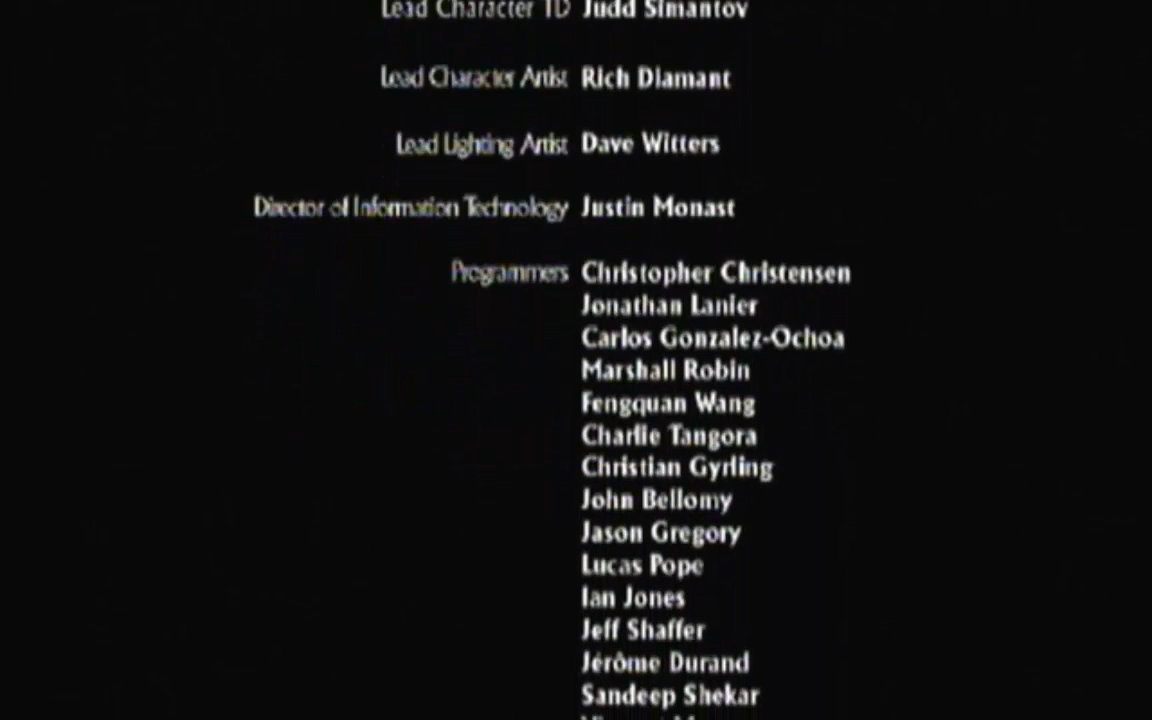 Lead Character TD Judd Simantov
Lead Character Artist Rich Diamant
Lead Lighting Artist Dave Witters
Director of Information Technology Justin Monast
Programmers Christopher Christensen
Jonathan Lanier
Carlos Gonzalez-Ochoa
Marshall Robin
Fengquan Wang
Charlie Tangora
Christian Gyrling
John Bellomy
Jason Gregory
Lucas Pope
Ian Jones
Jeff Shaffer
Jérôme Durand
Sandeep Shekar